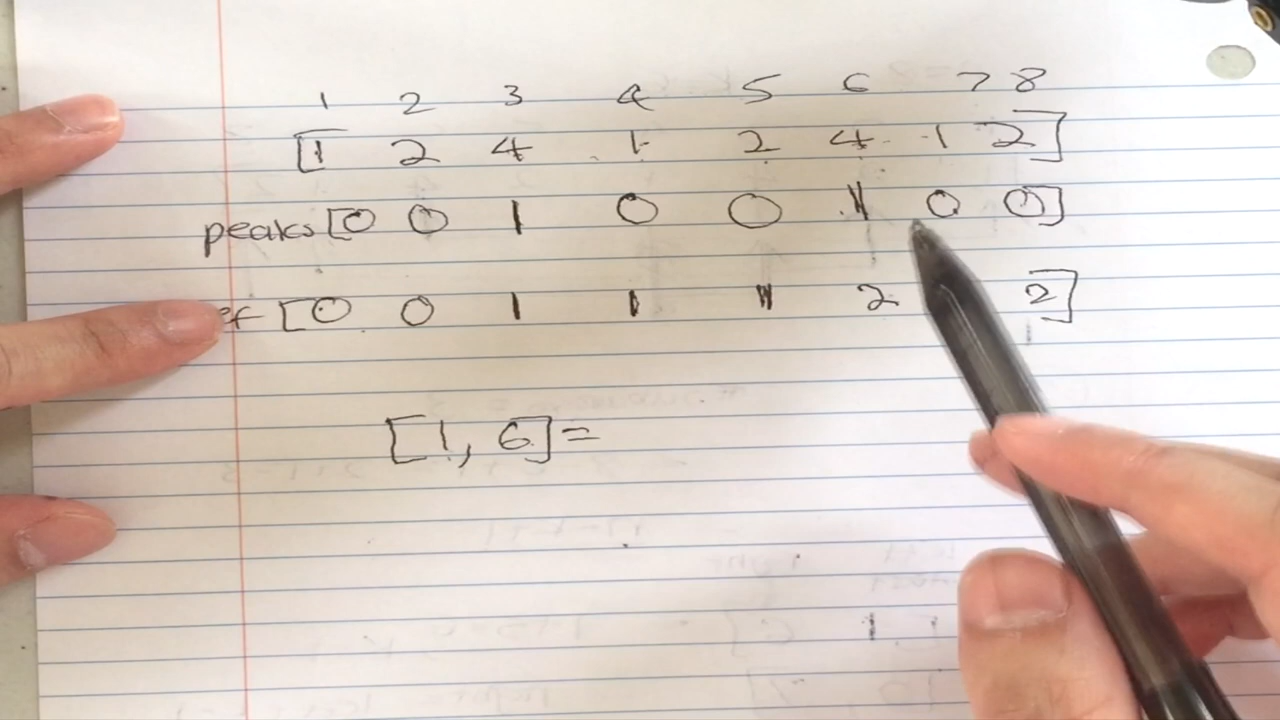 1 2 3 4 5 6 7 8
[1 2 4 1 2 4 1 2]
peaks [0 0 1 0 0 1 0 0]
ef [0 0 1 1 1 2 2]
[1, 6] =